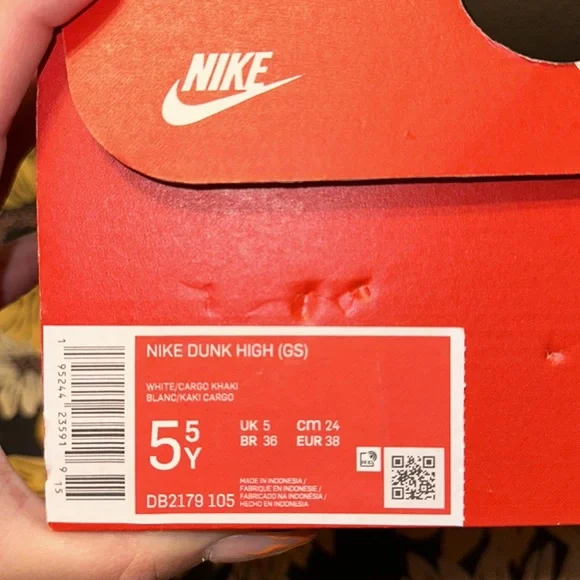 NIKE
NIKE DUNK HIGH (GS)
WHITE/CARGO KHAKI
BLANC/KAKI CARGO
5 5 Y
UK 5 cm 24
BR 36 EUR 38
DB2179 105
MADE IN INDONESIA /
FABRIQUE EN INDONESIE /
FABRICADO NA INDONÉSIA /
HECHO EN INDONESIA
1 95244 23591 9 15